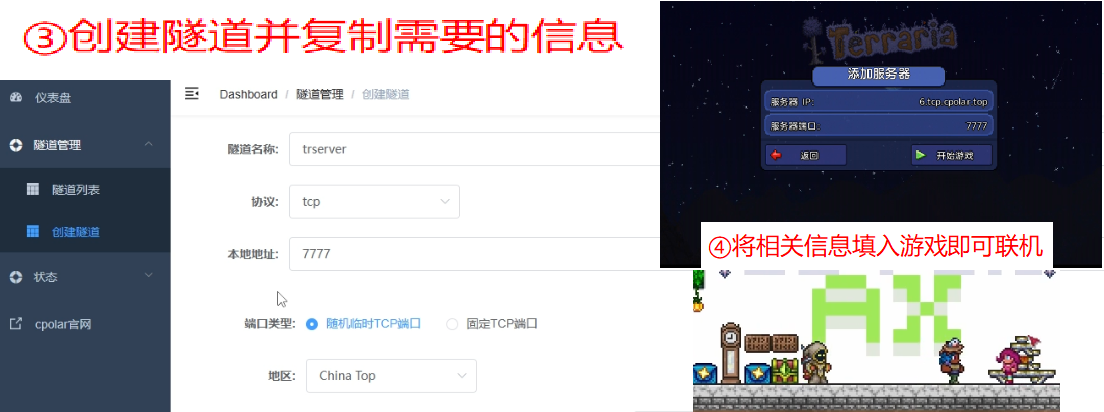 ③创建隧道并复制需要的信息
仪表盘
隧道管理
隧道列表
创建隧道
状态
cpolar官网
Dashboard / 隧道管理 / 创建隧道
隧道名称: trserver
协议: tcp
本地地址: 7777
端口类型: 随机临时TCP端口 固定TCP端口
地区: China Top
Terraria
添加服务器
服务器 IP: 6.tcp.cpolar.top
服务器端口: 7777
返回 开始游戏
④将相关信息填入游戏即可联机
AX